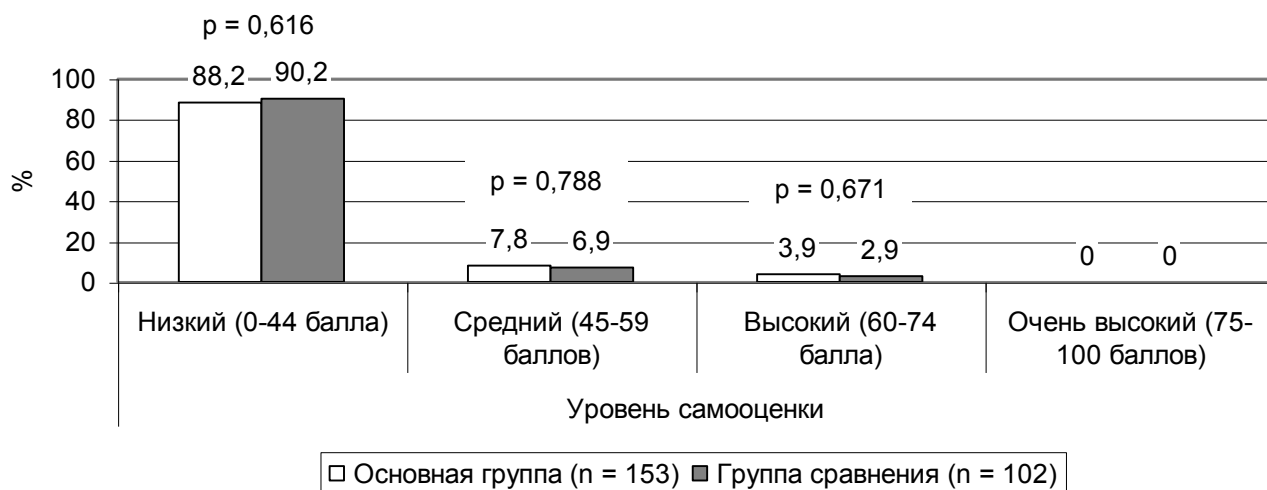 p = 0,616
100
88,2 90,2
80
60
%
p = 0,788
p = 0,671
40
20
7,8 6,9
3,9 2,9
0 0
0
Низкий (0-44 балла)
Средний (45-59
баллов)
Высокий (60-74
балла)
Очень высокий (75-
100 баллов)
Уровень самооценки
Основная группа (n = 153)
Группа сравнения (n = 102)